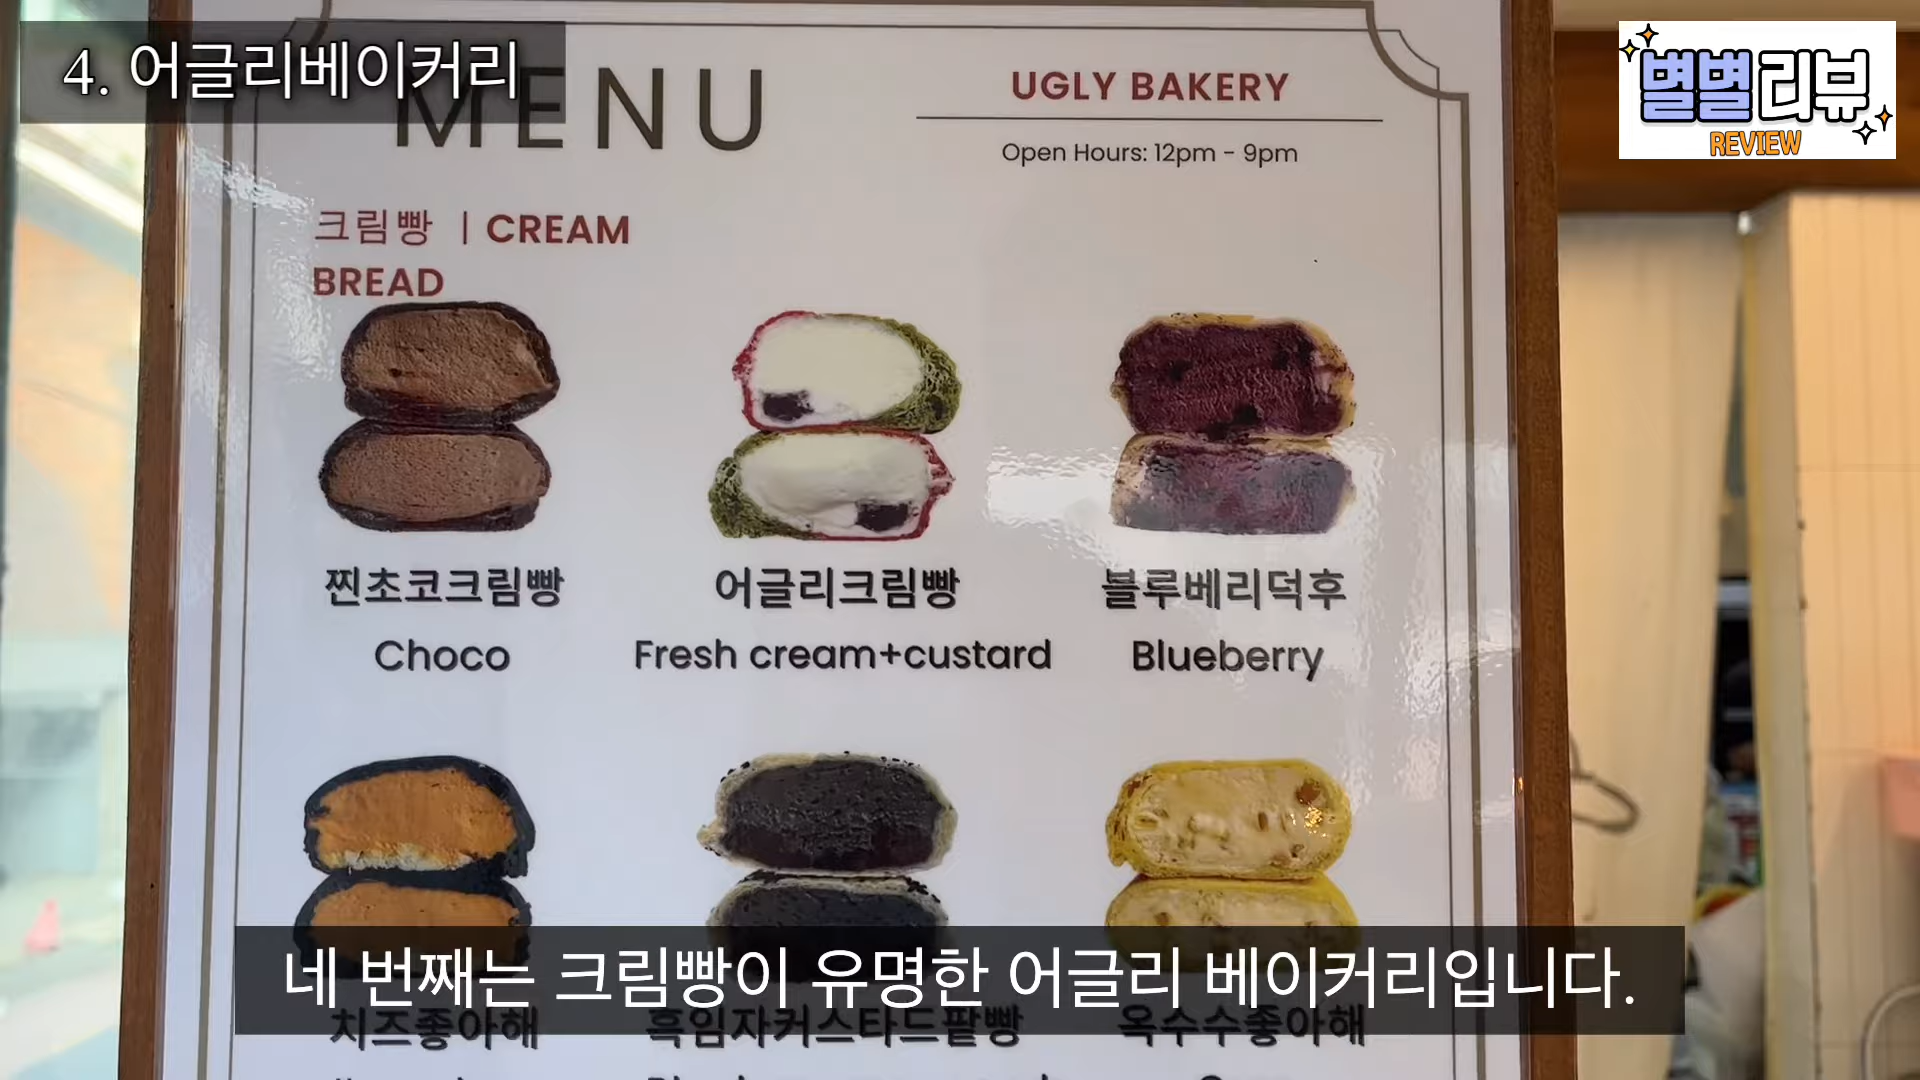 4. 어글리베이커리
별별리뷰
REVIEW
MENU
UGLY BAKERY
Open Hours: 12pm - 9pm
크림빵 | CREAM
BREAD
찐초코크림빵
어글리크림빵
블루베리덕후
Choco
Fresh cream+custard
Blueberry
네 번째는 크림빵이 유명한 어글리 베이커리입니다.
치즈좋아해
흑임자커스타드팥빵
옥수수좋아해